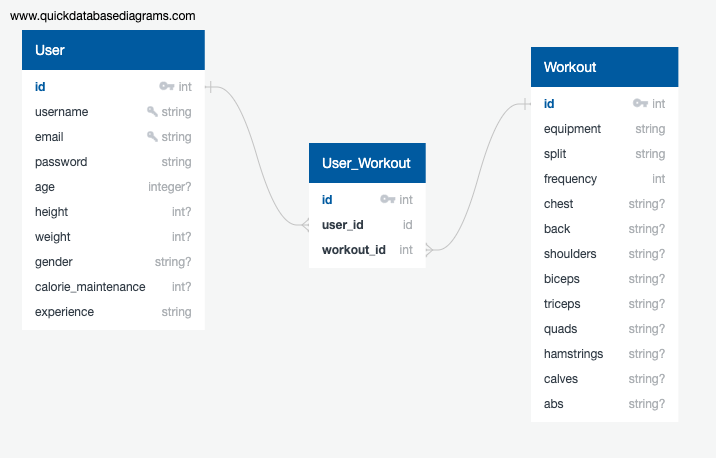 www.quickdatabasediagrams.com
User
id int
username string
email string
password string
age integer?
height int?
weight int?
gender string?
calorie_maintenance int?
experience string
User_Workout
id int
user_id id
workout_id int
Workout
id int
equipment string
split string
frequency int
chest string?
back string?
shoulders string?
biceps string?
triceps string?
quads string?
hamstrings string?
calves string?
abs string?